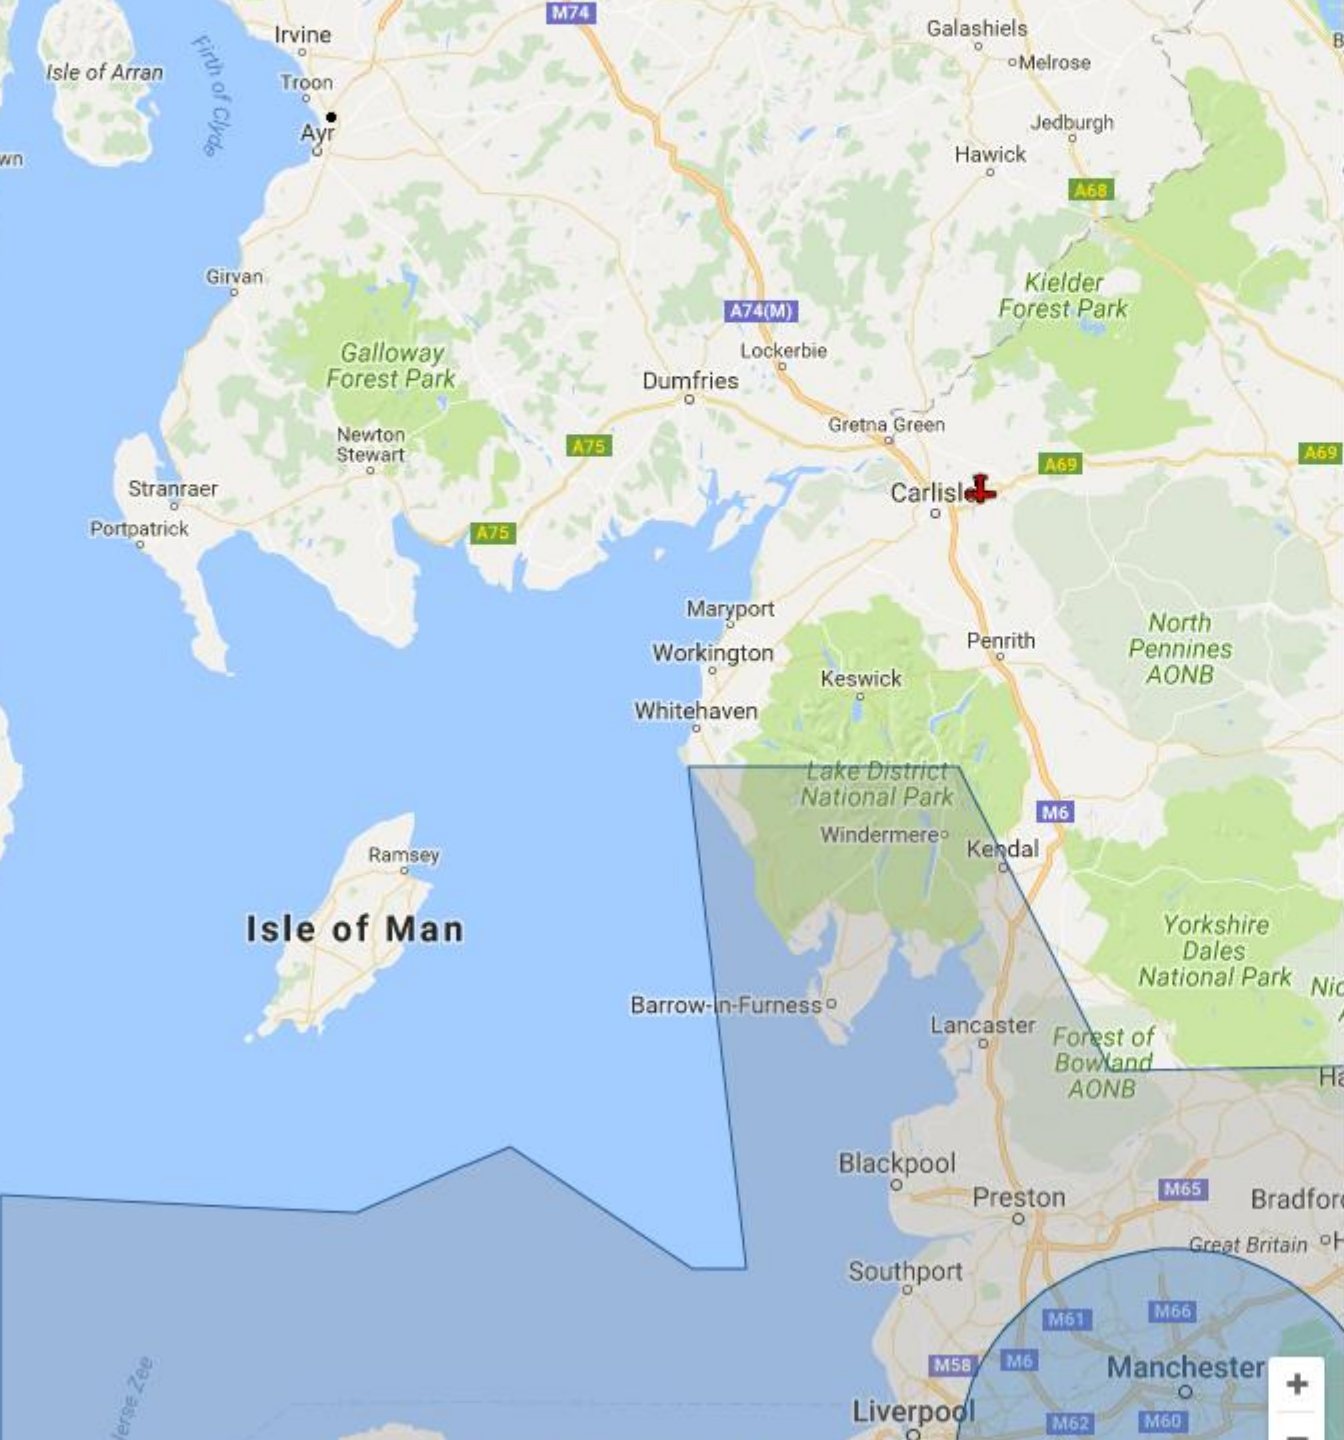 M74
Irvine
Galashiels
Isle of Arran
Firth of Clyde
Melrose
Troon
Ayr
Jedburgh
Hawick
wn
A68
Girvan
Kielder
Forest Park
A74(M)
Galloway
Forest Park
Lockerbie
Dumfries
Gretna Green
Newton
Stewart
A75
A69
A69
Stranraer
Carlisle
Portpatrick
A75
Maryport
North
Pennines
AONB
Penrith
Workington
Keswick
Whitehaven
Lake District
National Park
M6
Windermere
Kendal
Ramsey
Isle of Man
Yorkshire
Dales
National Park
Nid
Barrow-in-Furness
Lancaster
Forest of
Bowland
AONB
Ha
Blackpool
Preston
M65
Bradford
Great Britain
H
Southport
M61
M66
M58
M6
Manchester
+
Liverpool
M62
M60
−